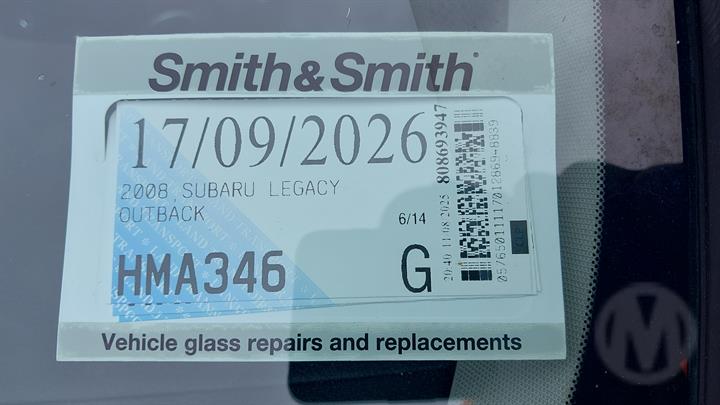 Smith&Smith®
17/09/2026
2008 SUBARU LEGACY
OUTBACK
6/14
HMA346
G
20:40 11/08/2025 808693947
Vehicle glass repairs and replacements
M